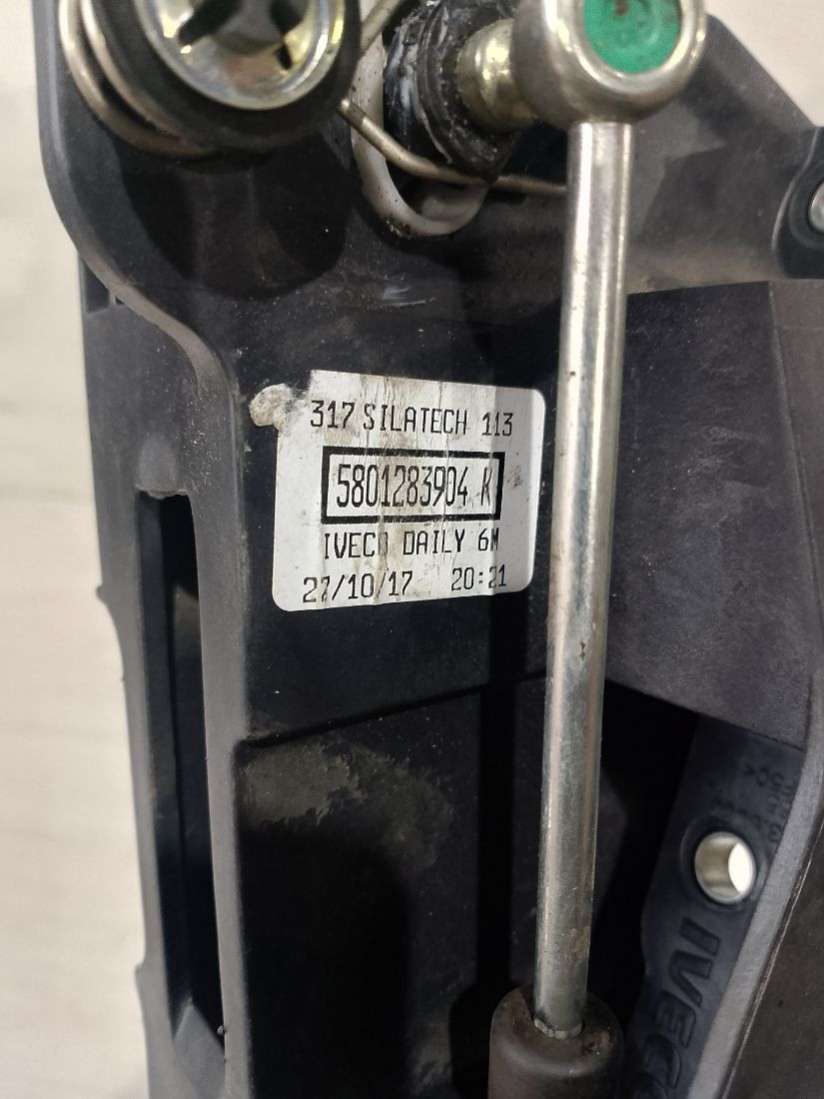 317 SILATECH 113
5801283904 K
IVECO DAILY 6M
27/10/17 20:21
IVECO